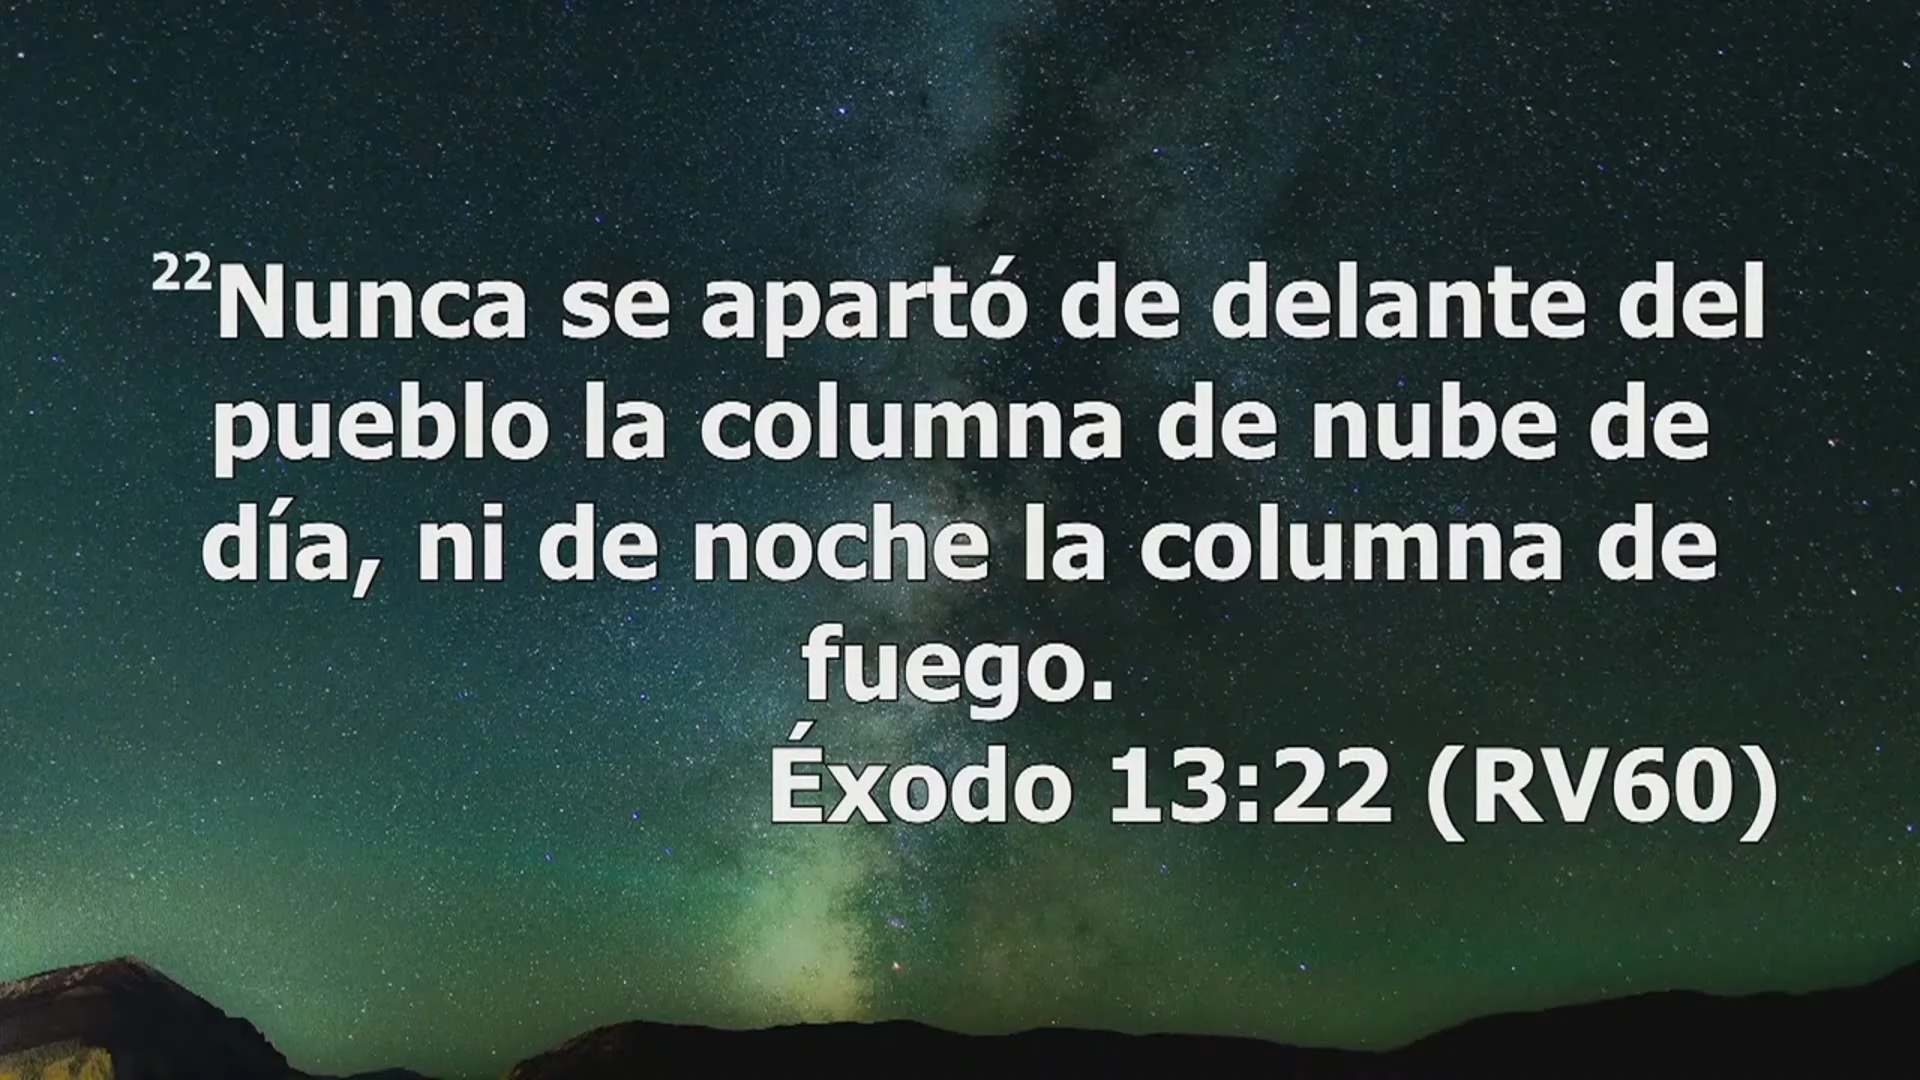 ²²Nunca se apartó de delante del
pueblo la columna de nube de
día, ni de noche la columna de
fuego.
Éxodo 13:22 (RV60)